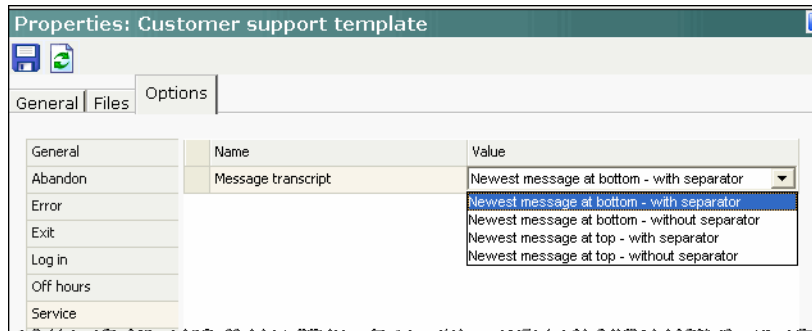 Properties: Customer support template
General Files Options
General Name Value
Abandon Message transcript Newest message at bottom - with separator
Newest message at bottom - with separator
Error Newest message at bottom - without separator
Exit Newest message at top - with separator
Log in Newest message at top - without separator
Off hours
Service